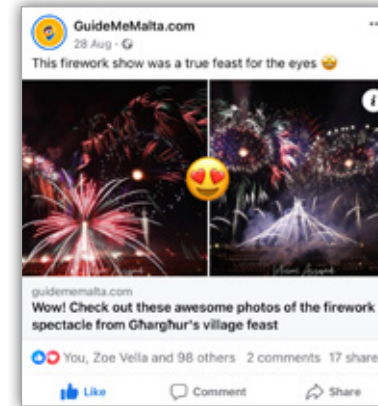 GuideMeMalta.com
28 Aug
This firework show was a true feast for the eyes 🤩
guidememalta.com
Wow! Check out these awesome photos of the firework
spectacle from Għargħur's village feast
You, Zoe Vella and 98 others 2 comments 17 share
Like Comment Share